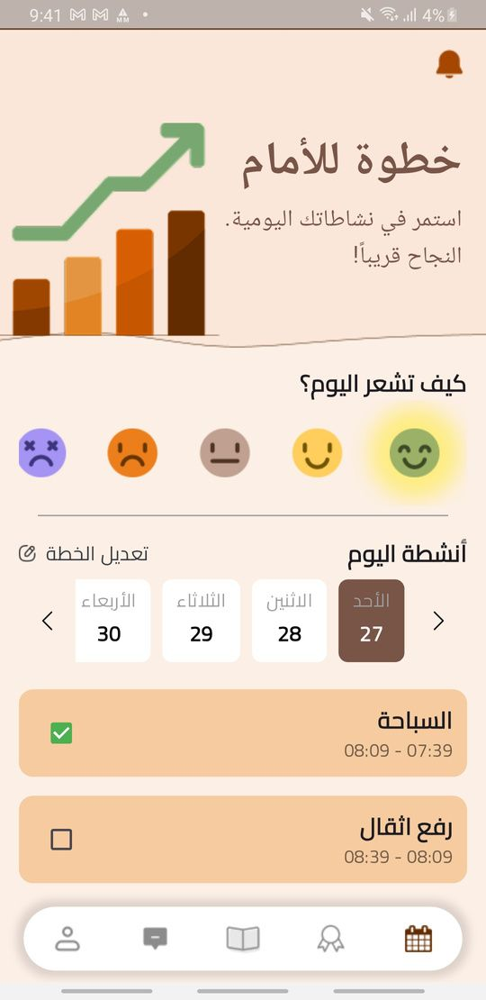 9:41
4%
خطوة للأمام
استمر في نشاطاتك اليومية.
النجاح قريباً!
كيف تشعر اليوم؟
أنشطة اليوم
تعديل الخطة
الأحد الاثنين الثلاثاء الأربعاء
27 28 29 30
السباحة
07:39 - 08:09
رفع اثقال
08:09 - 08:39